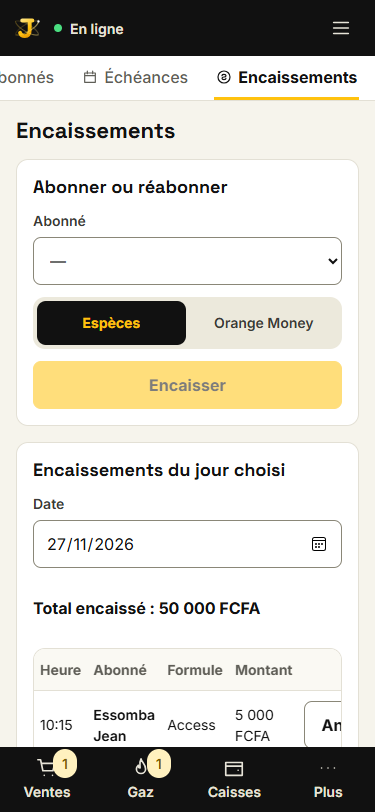 En ligne
bonnés
Échéances
Encaissements
Encaissements
Abonner ou réabonner
Abonné
—
Espèces
Orange Money
Encaisser
Encaissements du jour choisi
Date
27/11/2026
Total encaissé : 50 000 FCFA
Heure Abonné Formule Montant
10:15 Essomba Jean Access 5 000 FCFA An
1
1
Ventes Gaz Caisses Plus